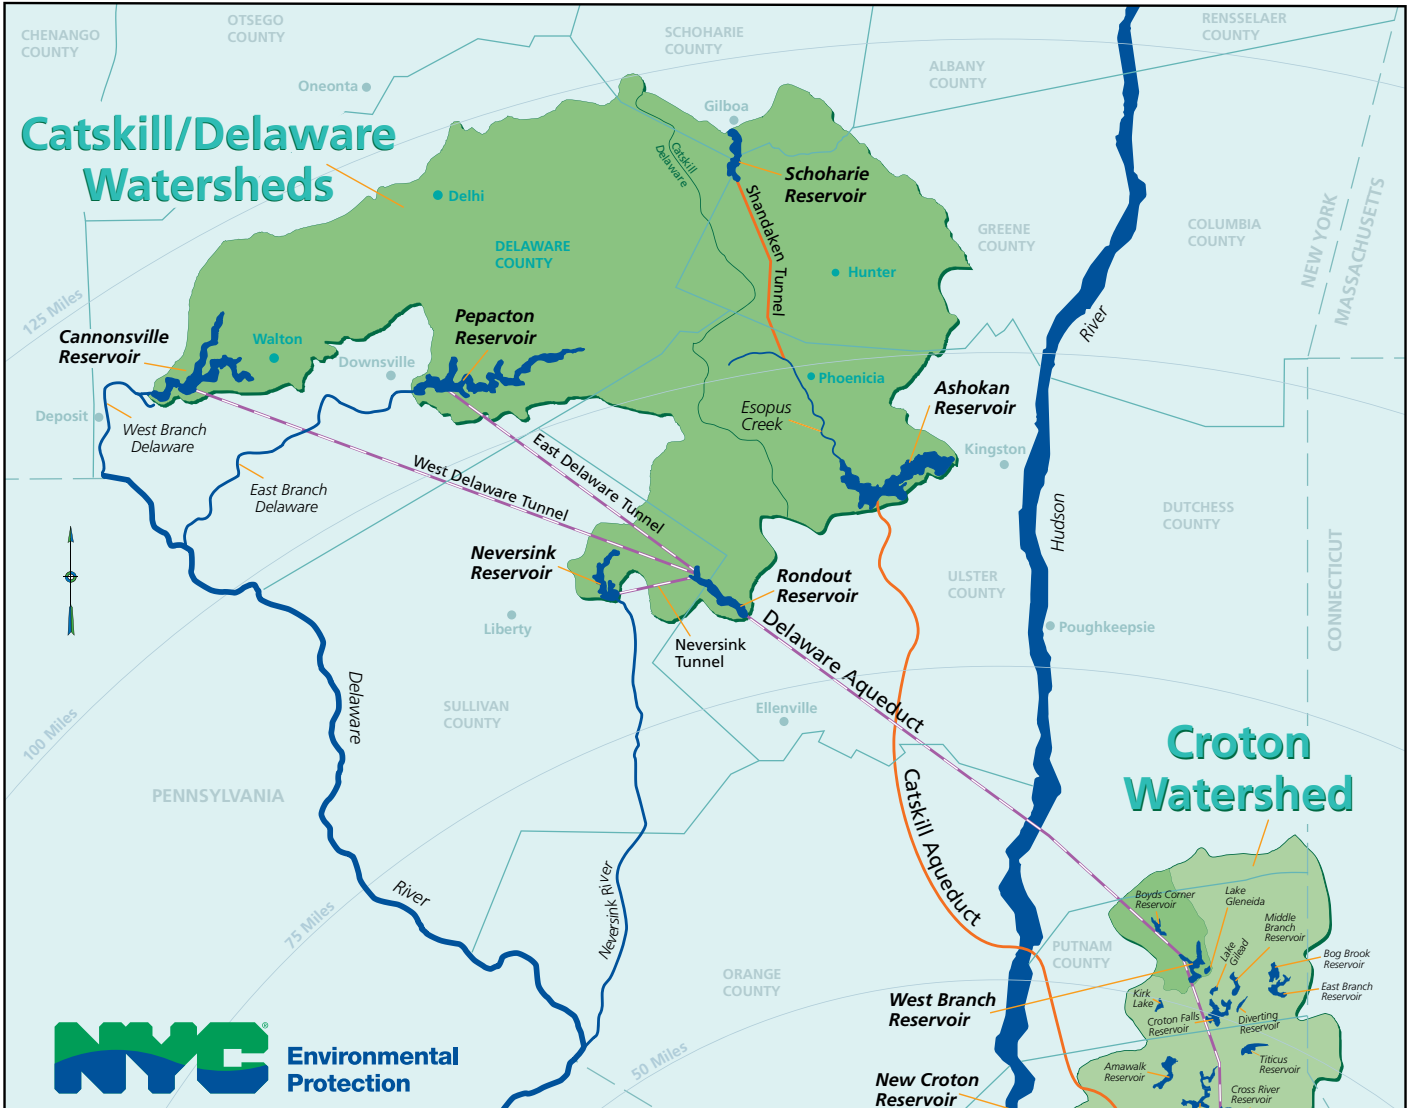 CHENANGO
COUNTY
OTSEGO
COUNTY
SCHOHARIE
COUNTY
RENSSELAER
COUNTY
ALBANY
COUNTY
Oneonta
Gilboa
Catskill/Delaware
Watersheds
Catskill
Delaware
Schoharie
Reservoir
Delhi
Shandaken Tunnel
GREENE
COUNTY
COLUMBIA
COUNTY
NEW YORK
MASSACHUSETTS
DELAWARE
COUNTY
Hunter
125 Miles
Cannonsville
Reservoir
Walton
Pepacton
Reservoir
Downsville
River
Phoenicia
Ashokan
Reservoir
Esopus
Creek
Deposit
West Branch
Delaware
Kingston
East Delaware Tunnel
West Delaware Tunnel
East Branch
Delaware
Hudson
DUTCHESS
COUNTY
CONNECTICUT
Neversink
Reservoir
Rondout
Reservoir
ULSTER
COUNTY
Liberty
Neversink
Tunnel
Poughkeepsie
Delaware Aqueduct
Delaware
SULLIVAN
COUNTY
Ellenville
100 Miles
Croton
Watershed
PENNSYLVANIA
Catskill Aqueduct
River
75 Miles
Neversink River
Boyds Corner
Reservoir
Lake
Gleneida
Middle
Branch
Reservoir
Lake
Gilead
Bog Brook
Reservoir
East Branch
Reservoir
PUTNAM
COUNTY
ORANGE
COUNTY
West Branch
Reservoir
Kirk
Lake
Croton Falls
Reservoir
Diverting
Reservoir
NYC®
Environmental
Protection
50 Miles
Amawalk
Reservoir
Titicus
Reservoir
New Croton
Reservoir
Cross River
Reservoir